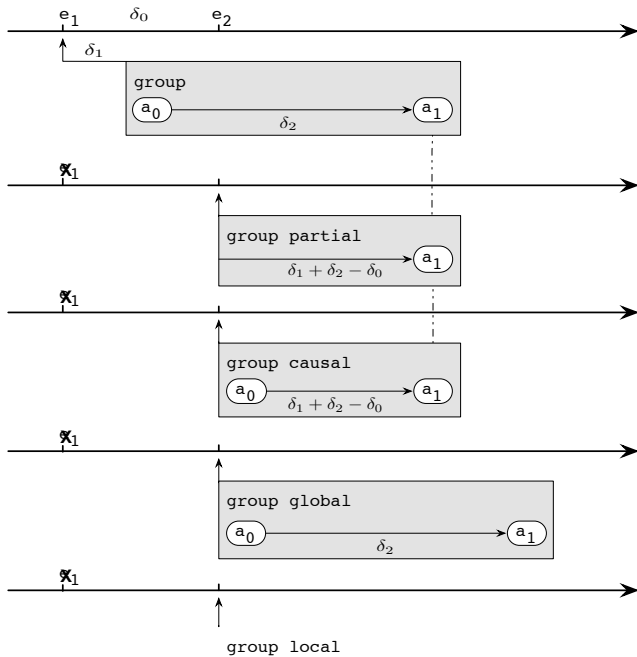 e₁ δ₀ e₂
δ₁
group
a₀ δ₂ a₁
e₁
group partial
δ₁ + δ₂ − δ₀ a₁
e₁
group causal
a₀ δ₁ + δ₂ − δ₀ a₁
e₁
group global
a₀ δ₂ a₁
e₁
group local